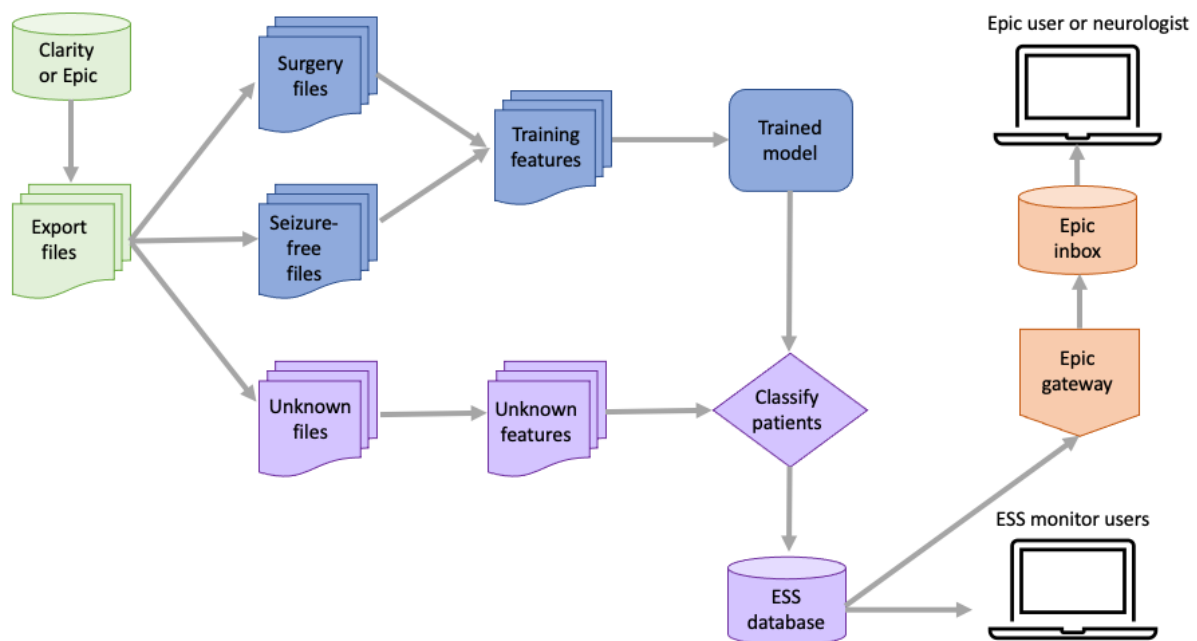 Clarity
or Epic
Export
files
Surgery
files
Seizure-
free
files
Training
features
Trained
model
Unknown
files
Unknown
features
Classify
patients
ESS
database
Epic user or neurologist
Epic
inbox
Epic
gateway
ESS monitor users